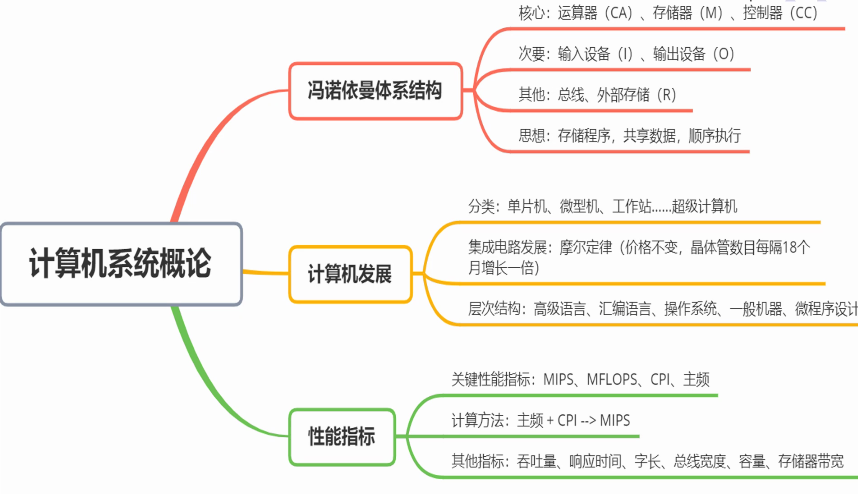 核心：运算器（CA）、存储器（M）、控制器（CC）
次要：输入设备（I）、输出设备（O）
冯诺依曼体系结构
其他：总线、外部存储（R）
思想：存储程序，共享数据，顺序执行
计算机系统概论
分类：单片机、微型机、工作站......超级计算机
集成电路发展：摩尔定律（价格不变，晶体管数目每隔18个
月增长一倍）
计算机发展
层次结构：高级语言、汇编语言、操作系统、一般机器、微程序设计
关键性能指标：MIPS、MFLOPS、CPI、主频
性能指标
计算方法：主频 + CPI --> MIPS
其他指标：吞吐量、响应时间、字长、总线宽度、容量、存储器带宽